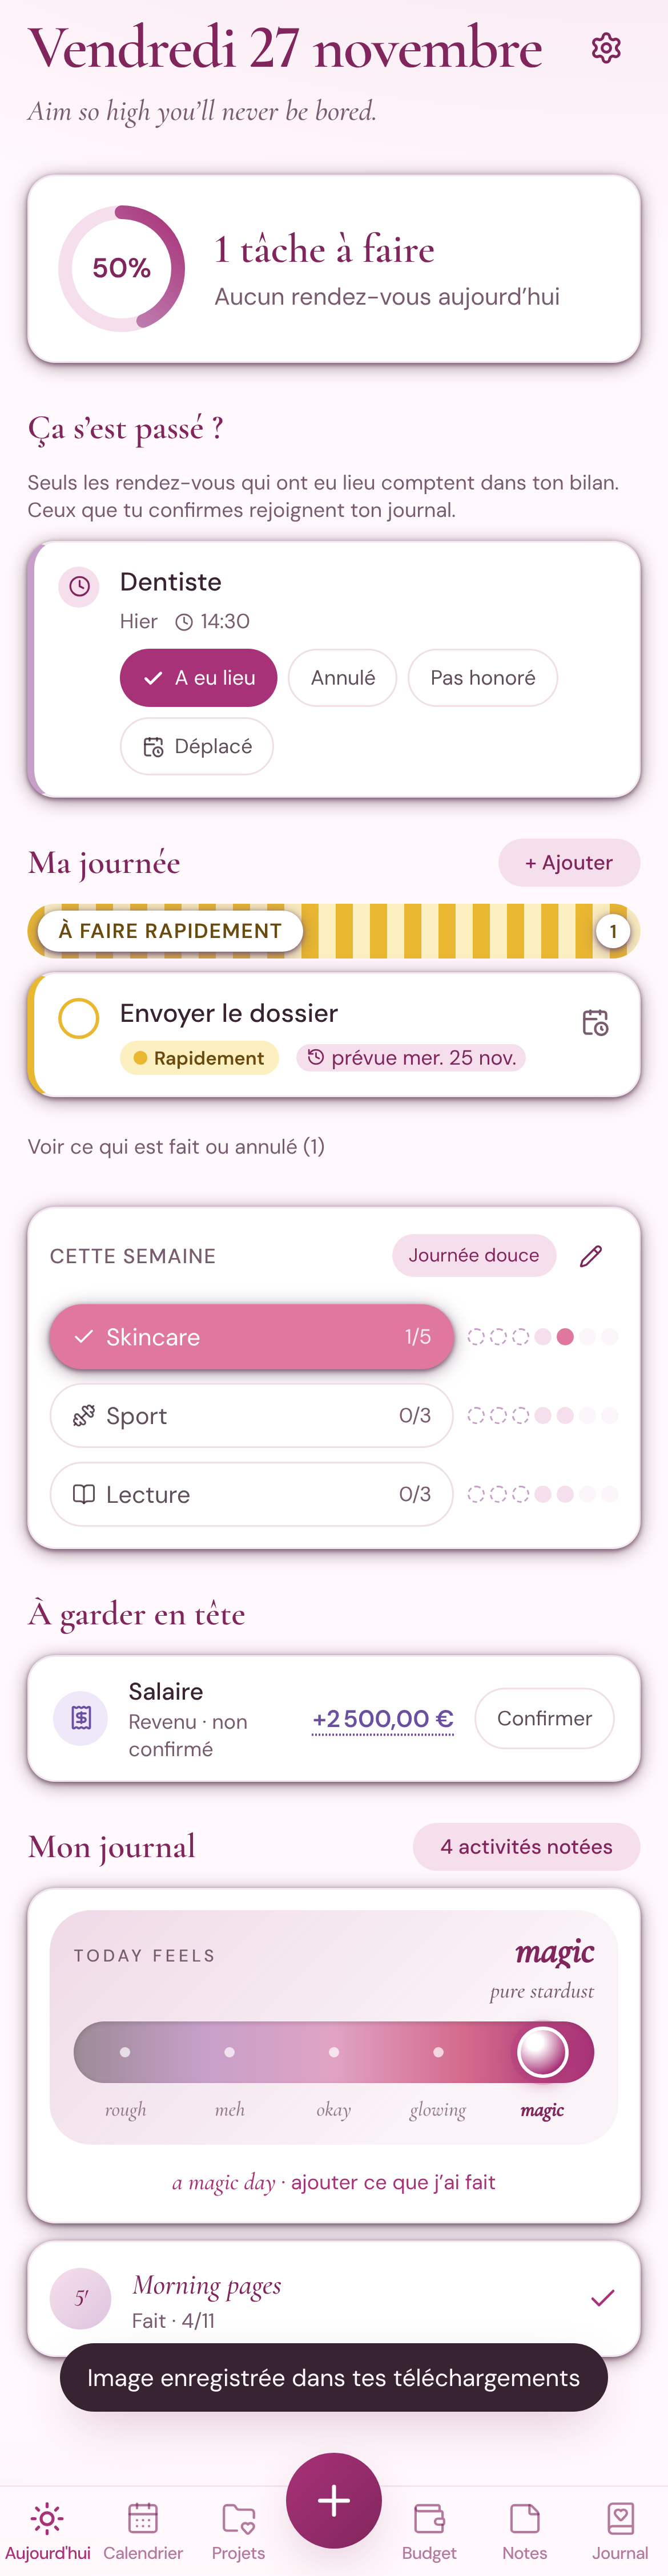 Vendredi 27 novembre
Aim so high you’ll never be bored.
50%
1 tâche à faire
Aucun rendez-vous aujourd’hui
Ça s’est passé ?
Seuls les rendez-vous qui ont eu lieu comptent dans ton bilan.
Ceux que tu confirmes rejoignent ton journal.
Dentiste
Hier 14:30
A eu lieu
Annulé
Pas honoré
Déplacé
Ma journée
+ Ajouter
À FAIRE RAPIDEMENT
1
Envoyer le dossier
Rapidement
prévue mer. 25 nov.
Voir ce qui est fait ou annulé (1)
CETTE SEMAINE
Journée douce
Skincare 1/5
Sport 0/3
Lecture 0/3
À garder en tête
Salaire
Revenu · non
confirmé
+2 500,00 €
Confirmer
Mon journal
4 activités notées
TODAY FEELS
magic
pure stardust
rough
meh
okay
glowing
magic
a magic day · ajouter ce que j’ai fait
5′
Morning pages
Fait · 4/11
Image enregistrée dans tes téléchargements
Aujourd'hui
Calendrier
Projets
Budget
Notes
Journal